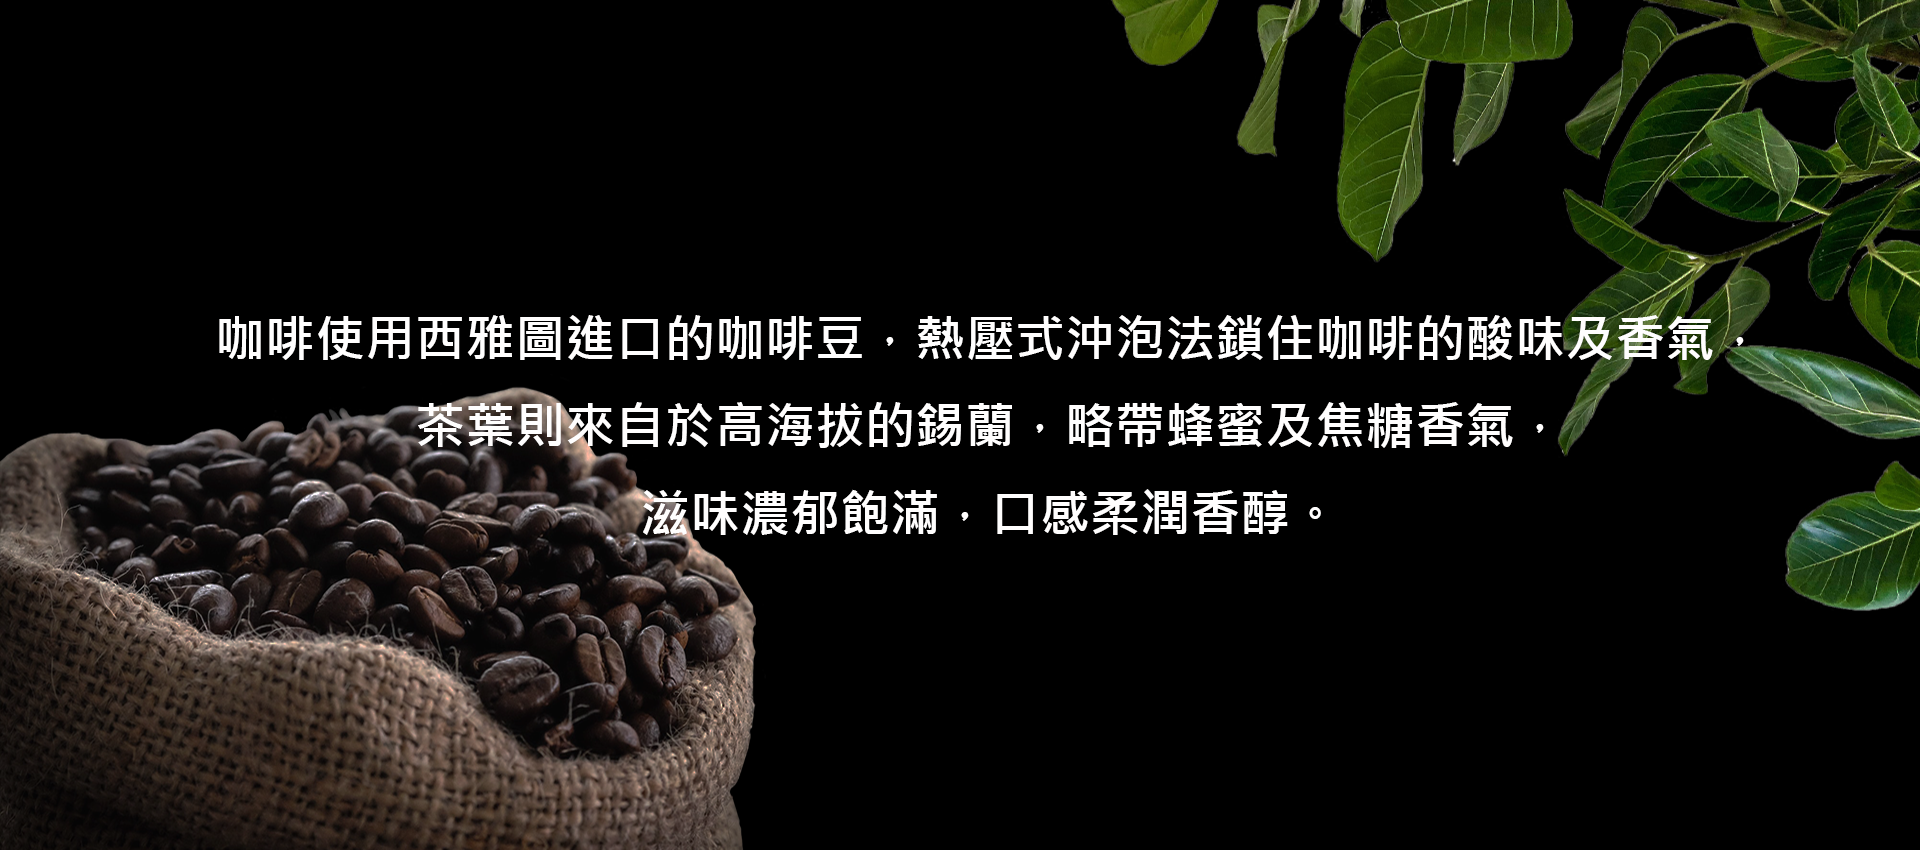 咖啡使用西雅圖進口的咖啡豆，熱壓式沖泡法鎖住咖啡的酸味及香氣，
茶葉則來自於高海拔的錫蘭，略帶蜂蜜及焦糖香氣，
滋味濃郁飽滿，口感柔潤香醇。